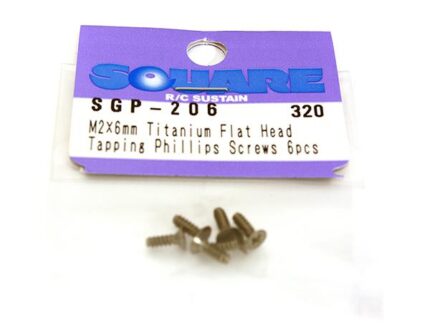 SQUARE
R/C SUSTAIN
SGP-206 320
M2X6mm Titanium Flat Head
Tapping Phillips Screws 6pcs